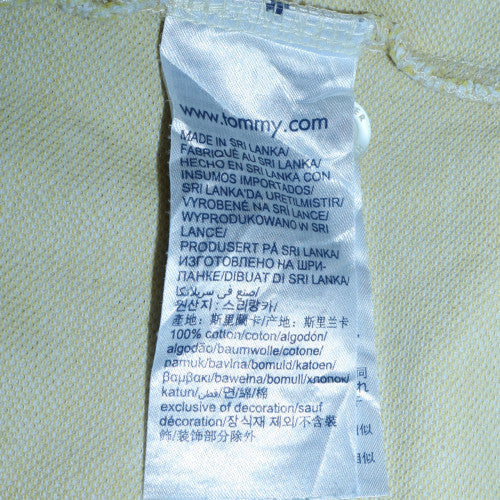 www.tommy.com
MADE IN SRI LANKA/
FABRIQUÉ AU SRI LANKA/
HECHO EN SRI LANKA CON
INSUMOS IMPORTADOS/
SRI LANKA'DA ÜRETILMISTIR/
VYROBENÉ NA SRÍ LANCE/
WYPRODUKOWANO W SRI
LANCE/
PRODUSERT PÅ SRI LANKA/
ИЗГОТОВЛЕНО НА ШРИ-
ЛАНКЕ/DIBUAT DI SRI LANKA/
صنع في سريلانكا/
원산지 : 스리랑카/
產地: 斯里蘭卡/产地: 斯里兰卡
100% cotton/coton/algodón/
algodão/baumwolle/cotone/
pamuk/bavlna/bomuld/katoen/
βαμβακι/bawełna/bomull/хлопок/
katun/قطن/면/綿/棉
exclusive of decoration/sauf
décoration/장식재 제외/不含裝
飾/装饰部分除外